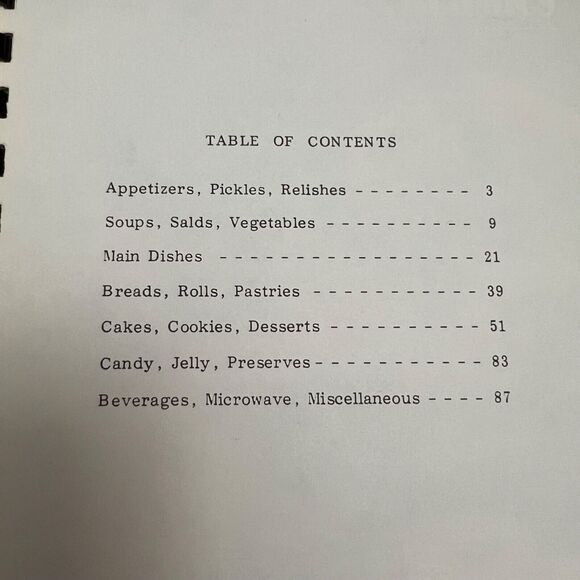 TABLE OF CONTENTS
Appetizers, Pickles, Relishes - - - - - - - - 3
Soups, Salds, Vegetables - - - - - - - - - - 9
Main Dishes - - - - - - - - - - - - - - - - - 21
Breads, Rolls, Pastries - - - - - - - - - - - 39
Cakes, Cookies, Desserts - - - - - - - - - - 51
Candy, Jelly, Preserves - - - - - - - - - - - 83
Beverages, Microwave, Miscellaneous - - - - 87